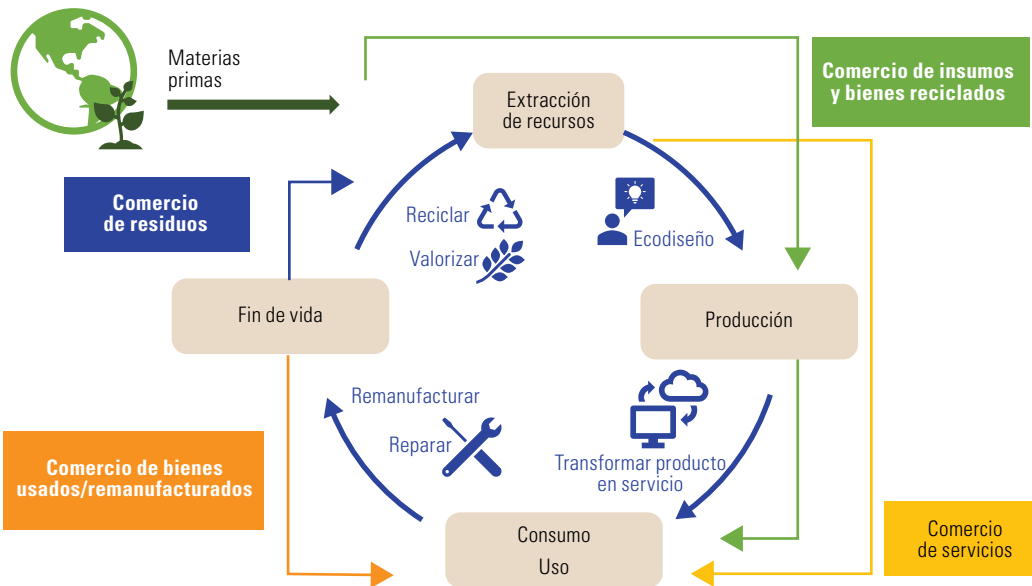 Materias
primas
Extracción
de recursos
Comercio de insumos
y bienes reciclados
Comercio
de residuos
Reciclar
Valorizar
Ecodiseño
Fin de vida
Producción
Remanufacturar
Reparar
Transformar producto
en servicio
Comercio de bienes
usados/remanufacturados
Consumo
Uso
Comercio
de servicios